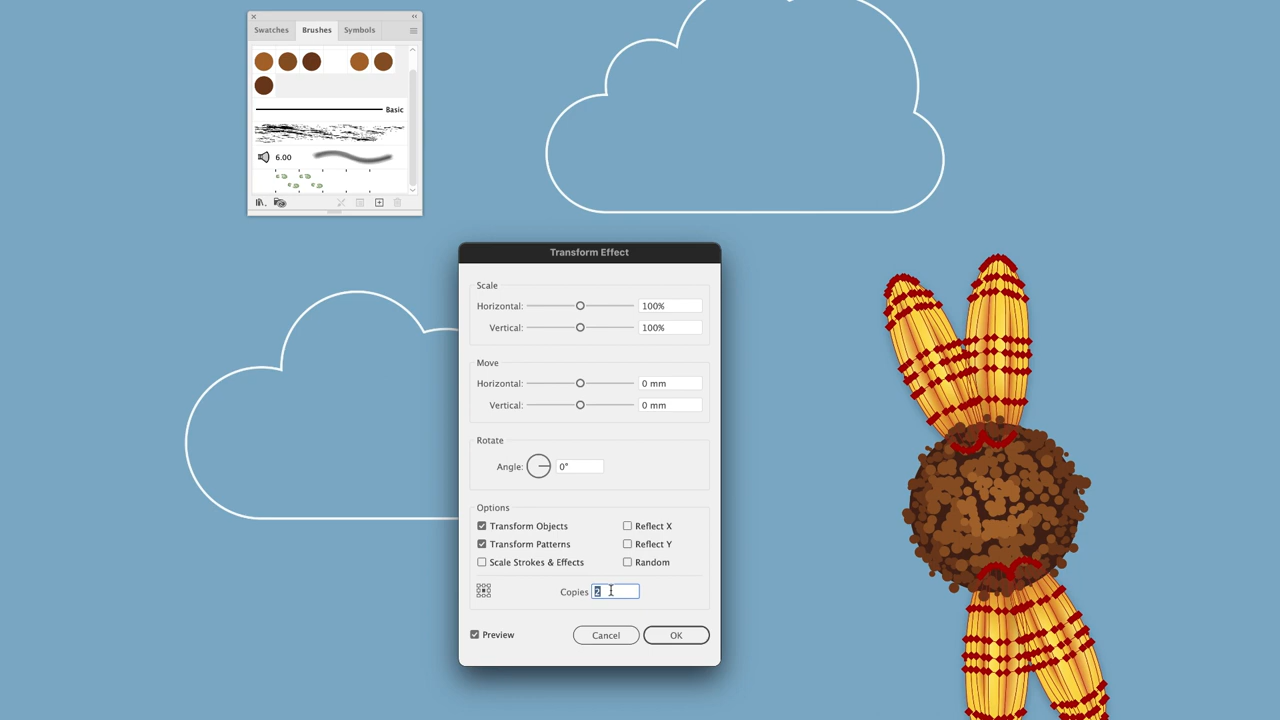 Swatches Brushes Symbols
Basic
6.00
Transform Effect
Scale
Horizontal: 100%
Vertical: 100%
Move
Horizontal: 0 mm
Vertical: 0 mm
Rotate
Angle: 0°
Options
Transform Objects Reflect X
Transform Patterns Reflect Y
Scale Strokes & Effects Random
Copies 2
Preview Cancel OK